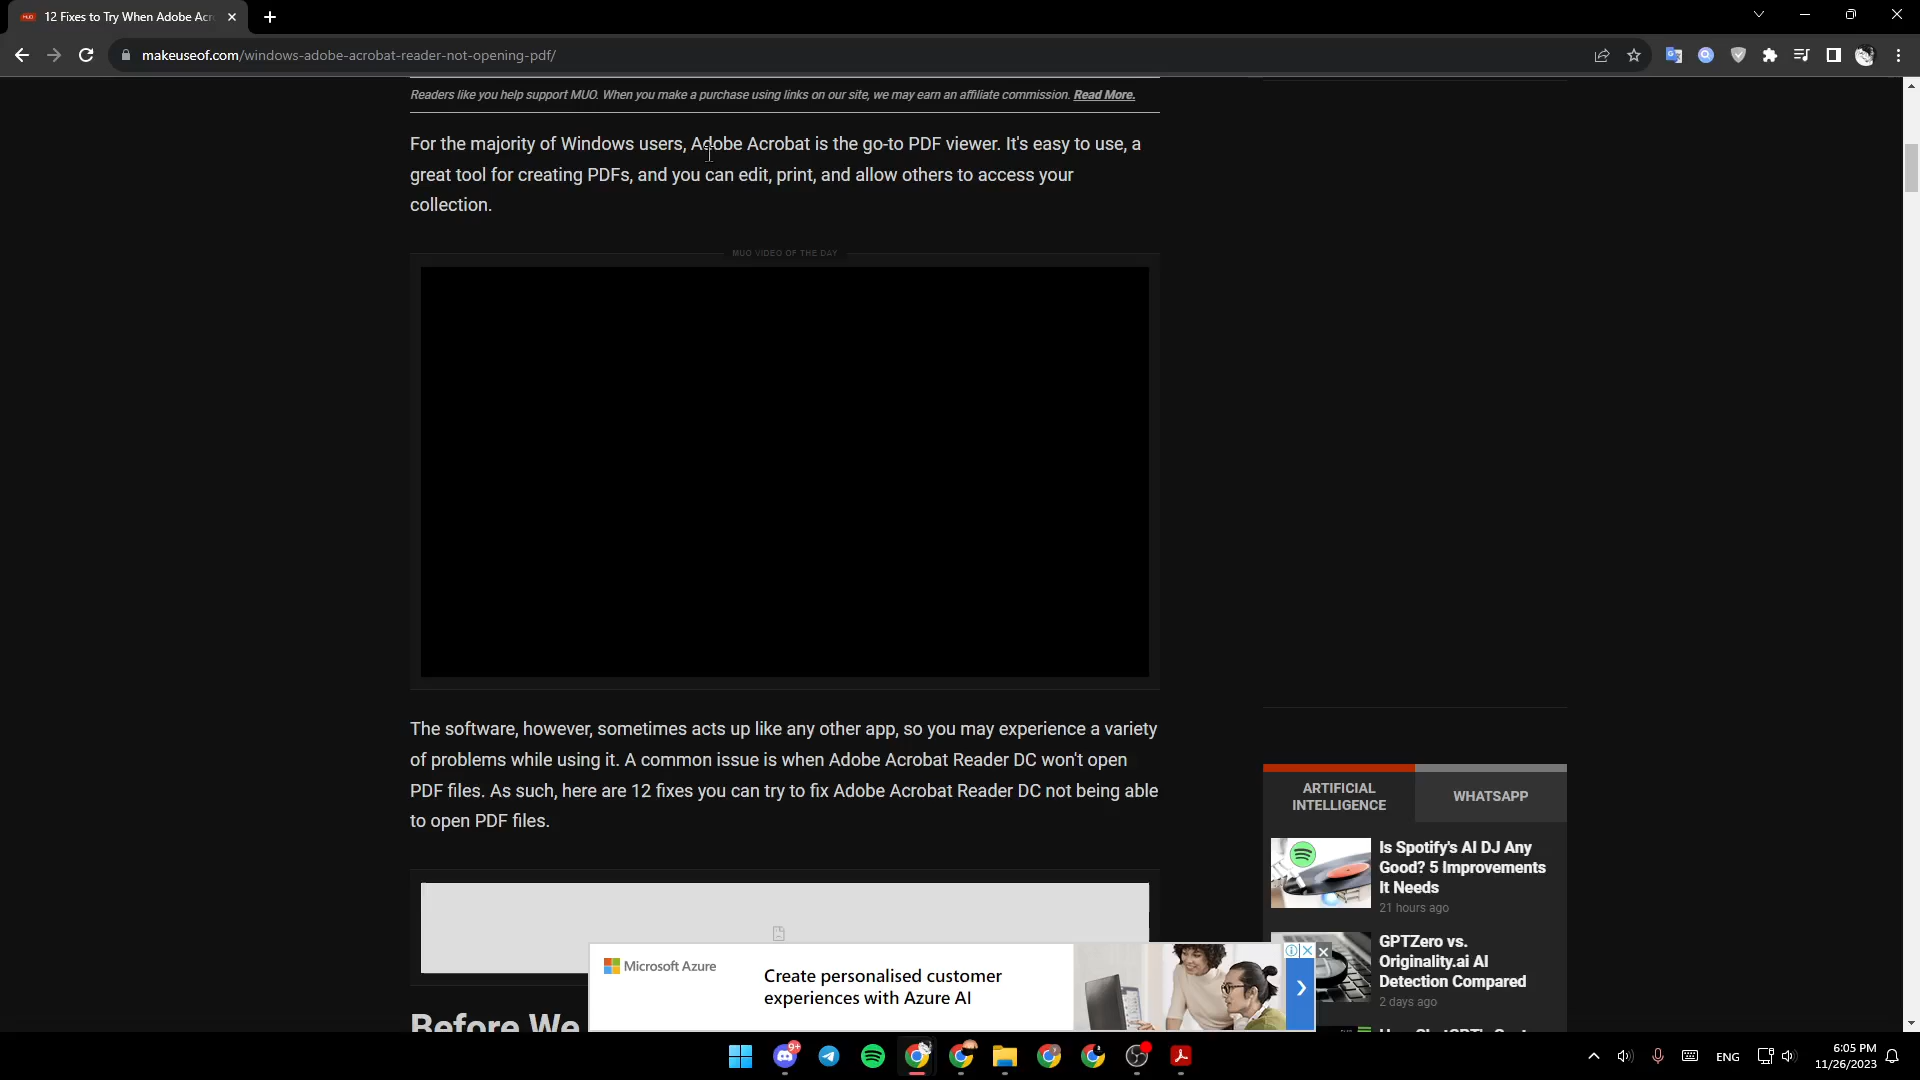 12 Fixes to Try When Adobe Acr
makeuseof.com/windows-adobe-acrobat-reader-not-opening-pdf/
Readers like you help support MUO. When you make a purchase using links on our site, we may earn an affiliate commission. Read More.
For the majority of Windows users, Adobe Acrobat is the go-to PDF viewer. It's easy to use, a
great tool for creating PDFs, and you can edit, print, and allow others to access your
collection.
MUO VIDEO OF THE DAY
The software, however, sometimes acts up like any other app, so you may experience a variety
of problems while using it. A common issue is when Adobe Acrobat Reader DC won't open
PDF files. As such, here are 12 fixes you can try to fix Adobe Acrobat Reader DC not being able
to open PDF files.
Before We
ARTIFICIAL
INTELLIGENCE
WHATSAPP
Is Spotify's AI DJ Any
Good? 5 Improvements
It Needs
21 hours ago
GPTZero vs.
Originality.ai AI
Detection Compared
2 days ago
Microsoft Azure
Create personalised customer
experiences with Azure AI
9+
ENG
6:05 PM
11/26/2023